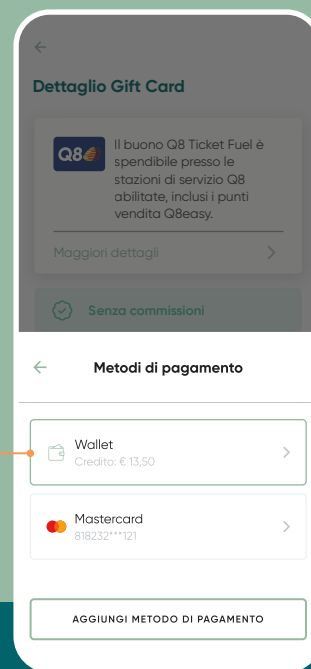 Dettaglio Gift Card
Q8
Il buono Q8 Ticket Fuel è
spendibile presso le
stazioni di servizio Q8
abilitate, inclusi i punti
vendita Q8easy.
Maggiori dettagli
Senza commissioni
Metodi di pagamento
Wallet
Credito: € 13,50
Mastercard
818232***121
AGGIUNGI METODO DI PAGAMENTO